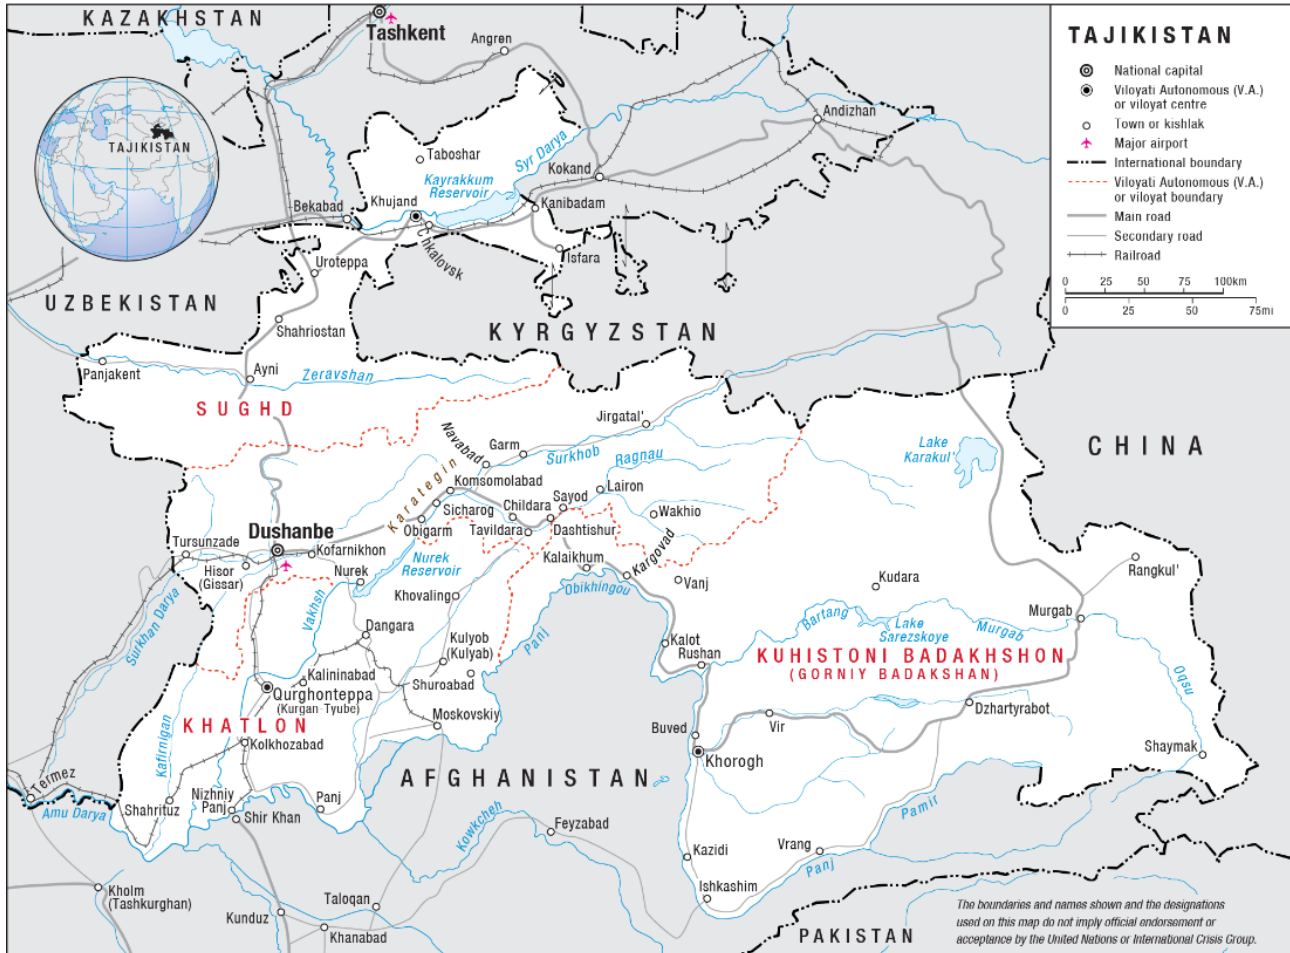 KAZAKHSTAN
Tashkent
Angren
Andizhan
Taboshar
Syr Darya
Kayrakkum
Reservoir
Kokand
Khujand
Bekabad
Kanibadam
Chkalovsk
Isfara
Uroteppa
TAJIKISTAN
UZBEKISTAN
Shahriostan
KYRGYZSTAN
Panjakent
Ayni
Zeravshan
SUGHD
Jirgatal'
Navabad
Garm
Surkhob
Ragnau
Lake
Karakul'
CHINA
Karategin
Komsomolabad
Lairon
Sicharog
Childara
Sayod
Wakhio
Obigarm
Tavildara
Dashtishur
Dushanbe
Tursunzade
Kofarnikhon
Hisor
(Gissar)
Nurek
Nurek
Reservoir
Kalaikhum
Kargovad
Vanj
Kudara
Rangkul'
Obikhingou
Khovaling
Surkhan Darya
Vakhsh
Dangara
Panj
Bartang
Lake
Sarezskoye
Murgab
Murgab
Kulyob
(Kulyab)
Kalot
Rushan
KUHISTONI BADAKHSHON
(GORNIY BADAKSHAN)
Oqsu
Kalininabad
Shuroabad
Qurghonteppa
(Kurgan-Tyube)
KHATLON
Moskovskiy
Dzhartyrabot
Buved
Vir
Kafirnigan
Kolkhozabad
Khorogh
Shaymak
AFGHANISTAN
Termez
Amu Darya
Shahrituz
Nizhniy
Panj
Panj
Shir Khan
Pamir
Kowkcheh
Feyzabad
Kazidi
Vrang
Panj
Ishkashim
Kholm
(Tashkurghan)
Taloqan
Kunduz
Khanabad
PAKISTAN
TAJIKISTAN
National capital
Viloyati Autonomous (V.A.)
or viloyat centre
Town or kishlak
Major airport
International boundary
Viloyati Autonomous (V.A.)
or viloyat boundary
Main road
Secondary road
Railroad
0 25 50 75 100km
0 25 50 75mi
The boundaries and names shown and the designations
used on this map do not imply official endorsement or
acceptance by the United Nations or International Crisis Group.